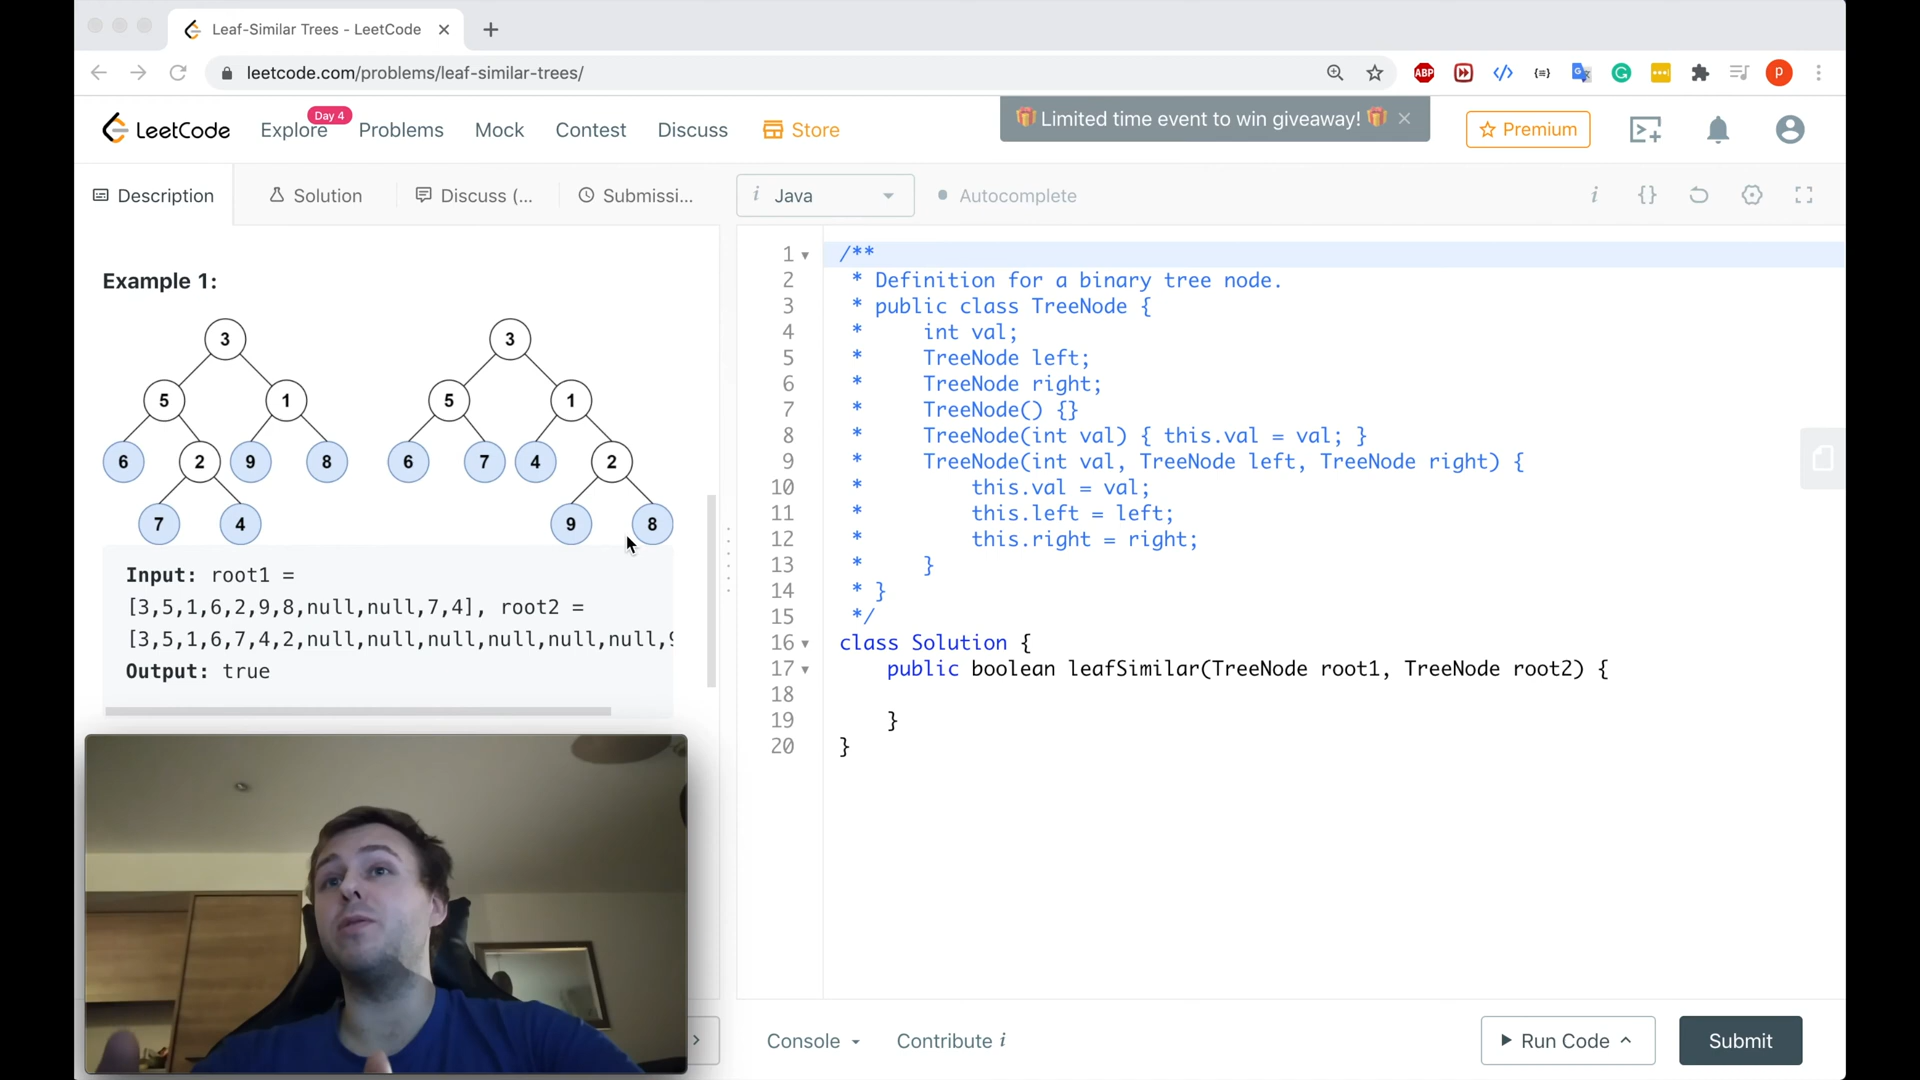 Leaf-Similar Trees - LeetCode
leetcode.com/problems/leaf-similar-trees/
ABP
P
LeetCode
Explore
Day 4
Problems
Mock
Contest
Discuss
Store
Limited time event to win giveaway!
Premium
Description
Solution
Discuss (...
Submissi...
i Java
Autocomplete
i {}
Example 1:
3 3
5 1 5 1
6 2 9 8 6 7 4 2
7 4 9 8
Input: root1 =
[3,5,1,6,2,9,8,null,null,7,4], root2 =
[3,5,1,6,7,4,2,null,null,null,null,null,null,9
Output: true
1 /**
2 * Definition for a binary tree node.
3 * public class TreeNode {
4 * int val;
5 * TreeNode left;
6 * TreeNode right;
7 * TreeNode() {}
8 * TreeNode(int val) { this.val = val; }
9 * TreeNode(int val, TreeNode left, TreeNode right) {
10 * this.val = val;
11 * this.left = left;
12 * this.right = right;
13 * }
14 * }
15 */
16 class Solution {
17 public boolean leafSimilar(TreeNode root1, TreeNode root2) {
18
19 }
20 }
Console
Contribute i
Run Code
Submit